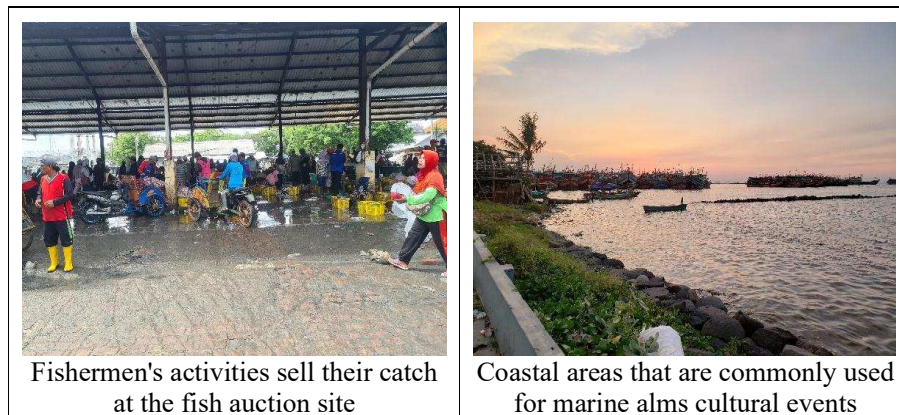 Fishermen's activities sell their catch
at the fish auction site
Coastal areas that are commonly used
for marine alms cultural events